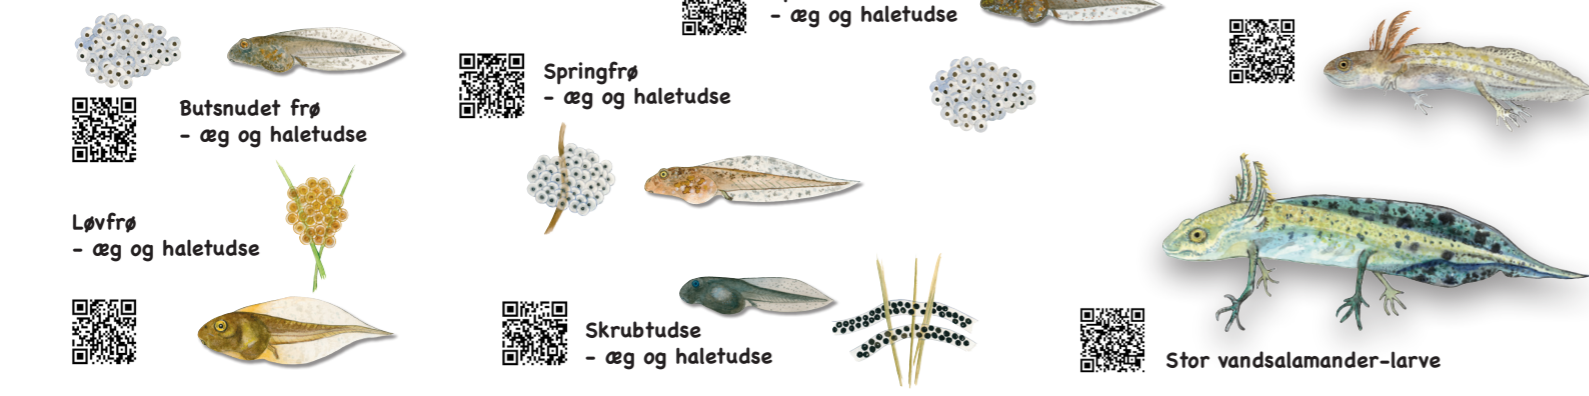 - æg og haletudse
Springfrø
- æg og haletudse
Butsnudet frø
- æg og haletudse
Løvfrø
- æg og haletudse
Skrubtudse
- æg og haletudse
Stor vandsalamander-larve